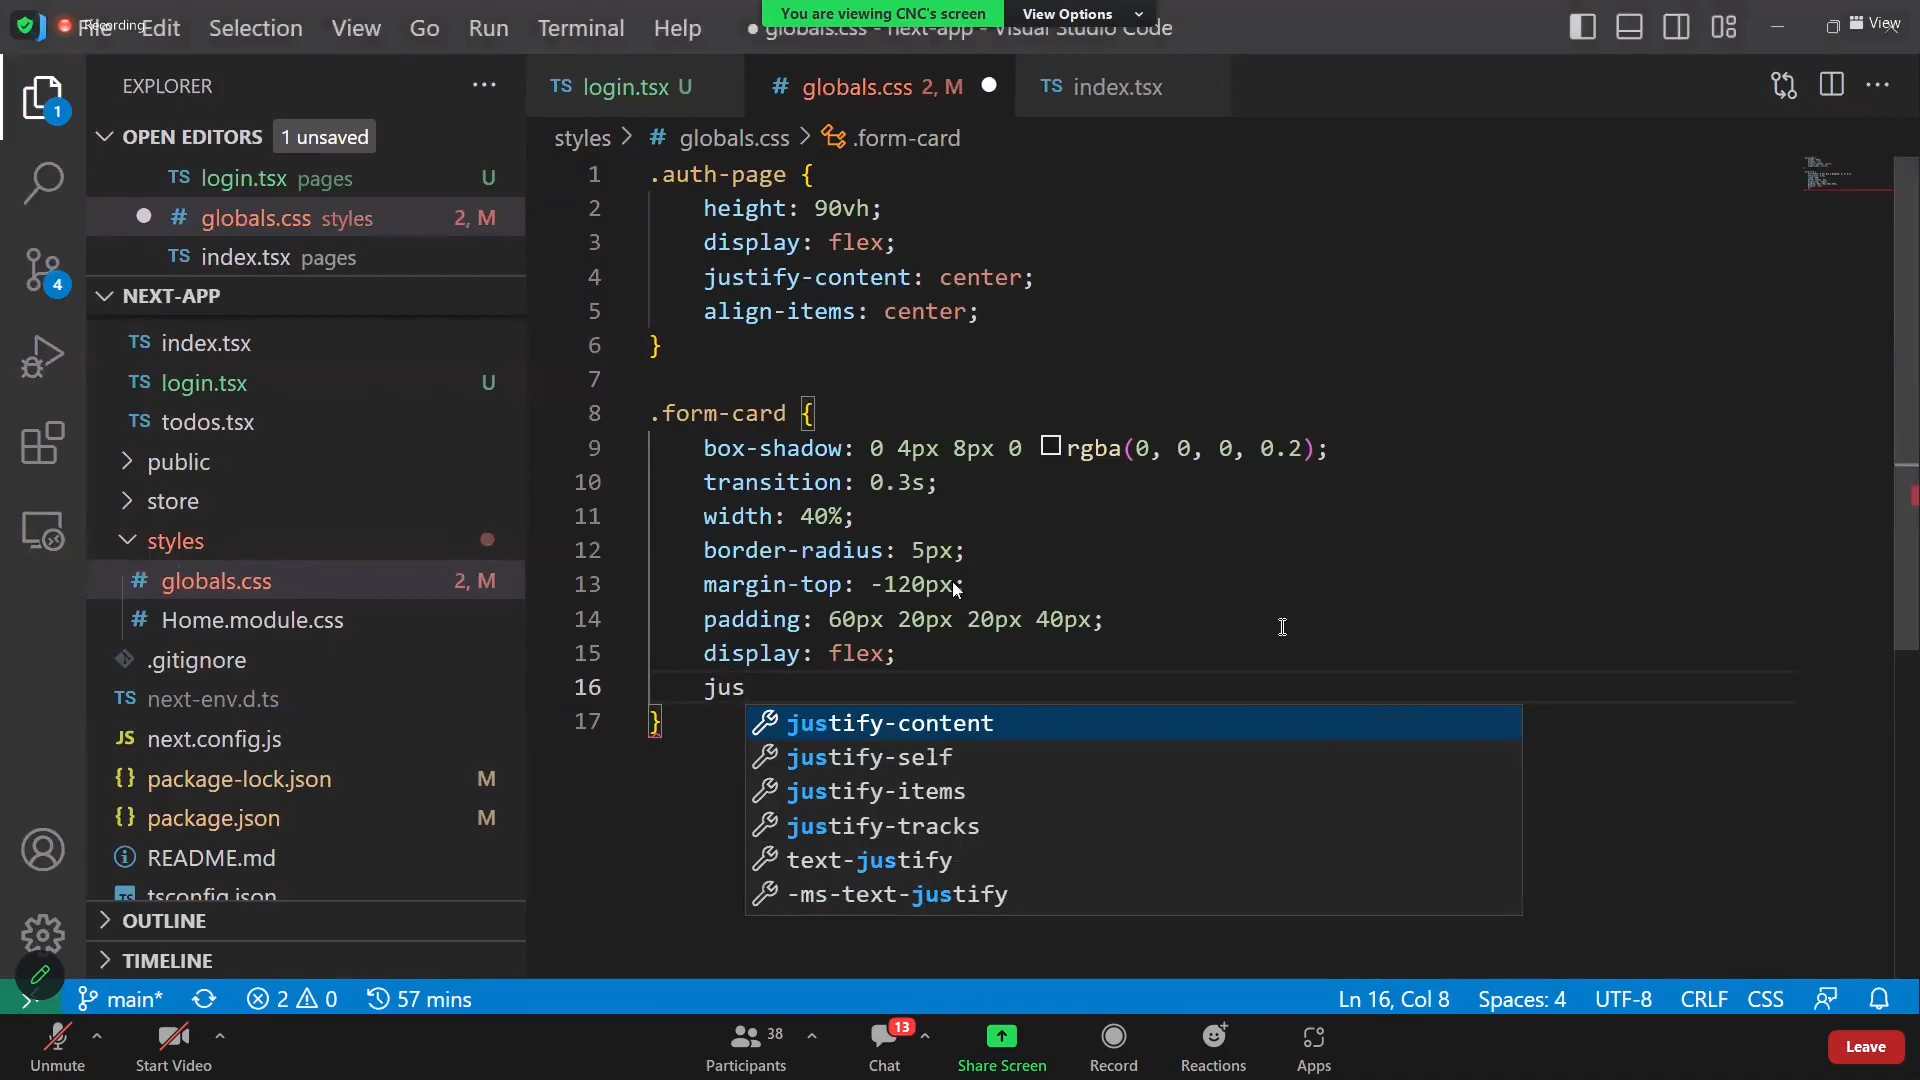 Recording
File Edit Selection View Go Run Terminal Help
You are viewing CNC's screen View Options
● globals.css - next-app - Visual Studio Code
View
EXPLORER ···
OPEN EDITORS 1 unsaved
TS login.tsx pages U
# globals.css styles 2, M
TS index.tsx pages
NEXT-APP
TS index.tsx
TS login.tsx U
TS todos.tsx
public
store
styles
# globals.css 2, M
# Home.module.css
.gitignore
TS next-env.d.ts
JS next.config.js
{} package-lock.json M
{} package.json M
README.md
tsconfig.json
OUTLINE
TIMELINE
1
4
TS login.tsx U
# globals.css 2, M ●
TS index.tsx
styles > # globals.css > .form-card
1 .auth-page {
2 height: 90vh;
3 display: flex;
4 justify-content: center;
5 align-items: center;
6 }
7
8 .form-card {
9 box-shadow: 0 4px 8px 0 rgba(0, 0, 0, 0.2);
10 transition: 0.3s;
11 width: 40%;
12 border-radius: 5px;
13 margin-top: -120px;
14 padding: 60px 20px 20px 40px;
15 display: flex;
16 jus
17 }
justify-content
justify-self
justify-items
justify-tracks
text-justify
-ms-text-justify
main* 2 0 57 mins
Ln 16, Col 8 Spaces: 4 UTF-8 CRLF CSS
Unmute
Start Video
Participants 38
Chat 13
Share Screen
Record
Reactions
Apps
Leave